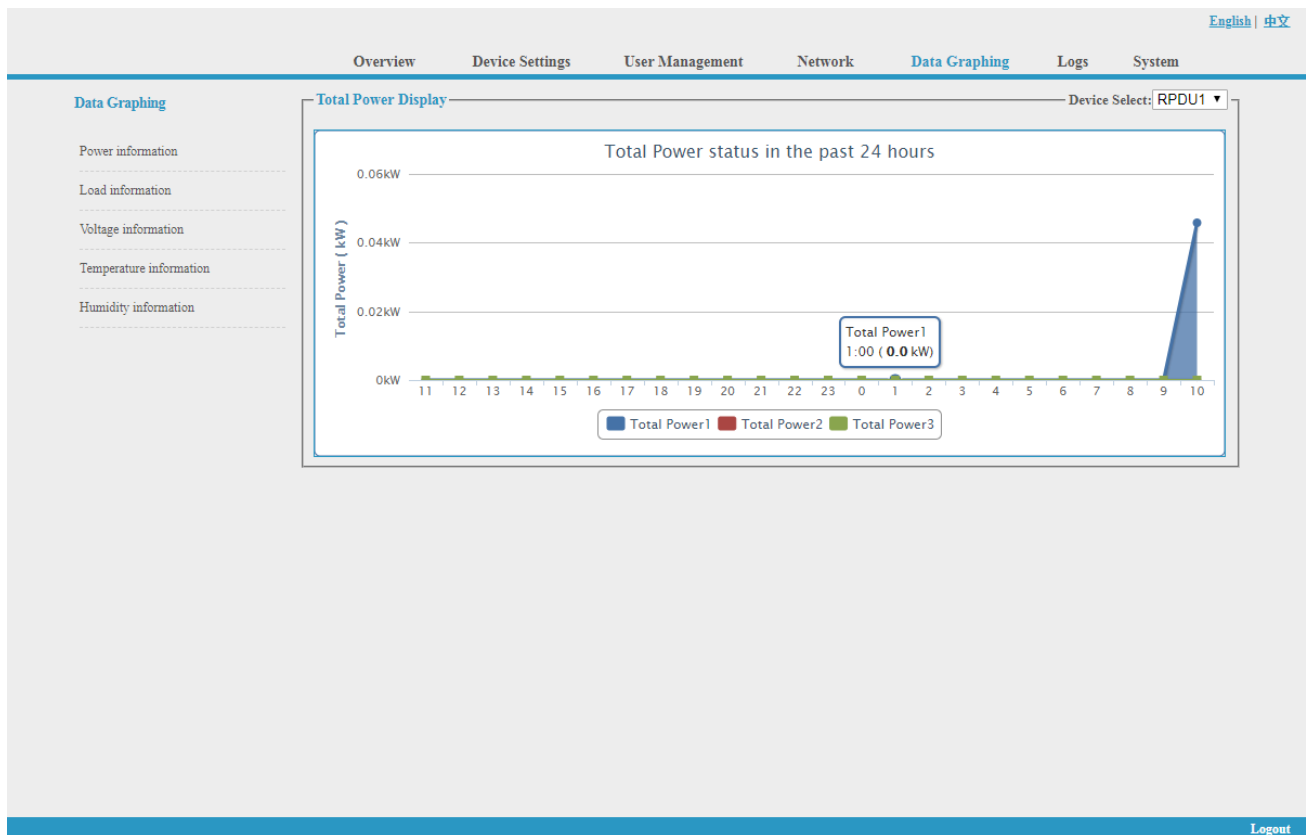 English | 中文
Overview Device Settings User Management Network Data Graphing Logs System
Data Graphing
Power information
Load information
Voltage information
Temperature information
Humidity information
Total Power Display
Device Select: RPDU1
Total Power status in the past 24 hours
Total Power ( kW )
0.06kW
0.04kW
0.02kW
0kW
Total Power1
1:00 ( 0.0 kW)
11 12 13 14 15 16 17 18 19 20 21 22 23 0 1 2 3 4 5 6 7 8 9 10
Total Power1 Total Power2 Total Power3
Logout